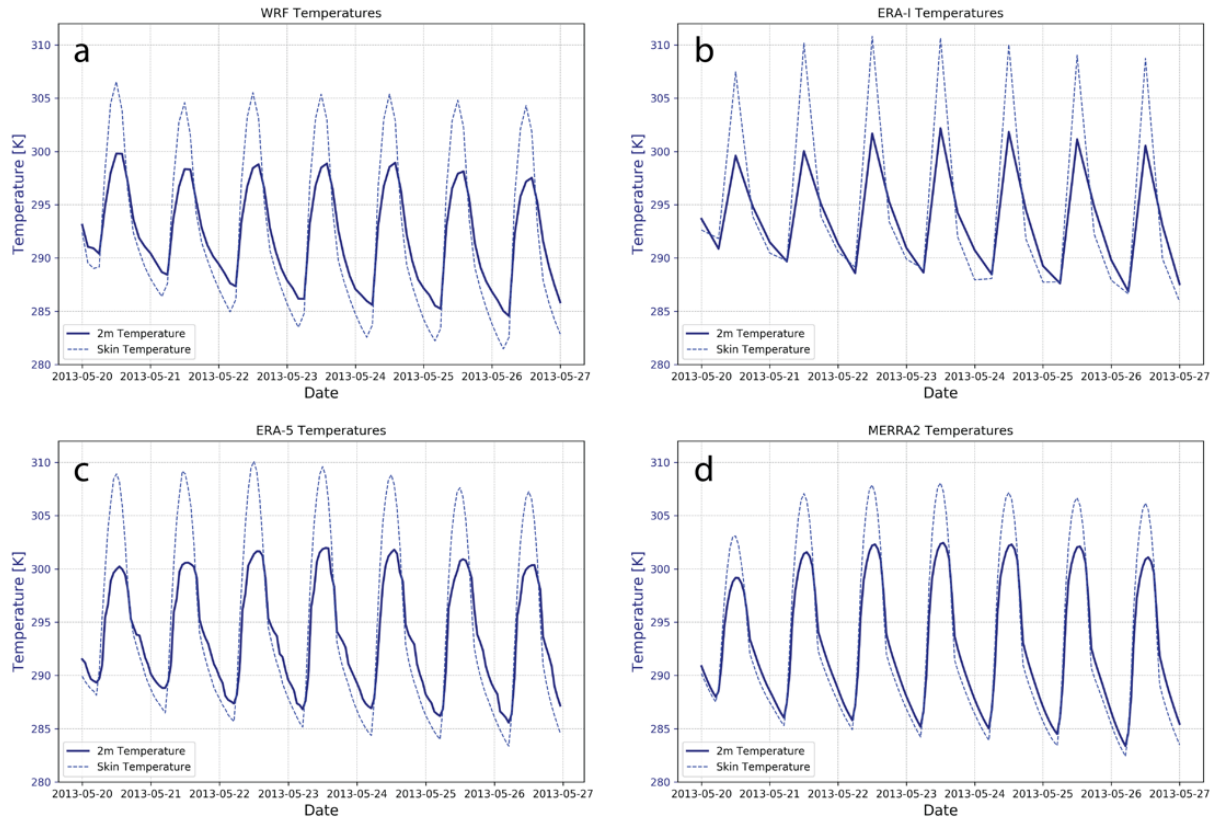 WRF Temperatures
a
310
305
300
295
290
285
280
Temperature [K]
2m Temperature
Skin Temperature
2013-05-20 2013-05-21 2013-05-22 2013-05-23 2013-05-24 2013-05-25 2013-05-26 2013-05-27
Date
ERA-I Temperatures
b
310
305
300
295
290
285
280
Temperature [K]
2m Temperature
Skin Temperature
2013-05-20 2013-05-21 2013-05-22 2013-05-23 2013-05-24 2013-05-25 2013-05-26 2013-05-27
Date
ERA-5 Temperatures
c
310
305
300
295
290
285
280
Temperature [K]
2m Temperature
Skin Temperature
2013-05-20 2013-05-21 2013-05-22 2013-05-23 2013-05-24 2013-05-25 2013-05-26 2013-05-27
Date
MERRA2 Temperatures
d
310
305
300
295
290
285
280
Temperature [K]
2m Temperature
Skin Temperature
2013-05-20 2013-05-21 2013-05-22 2013-05-23 2013-05-24 2013-05-25 2013-05-26 2013-05-27
Date